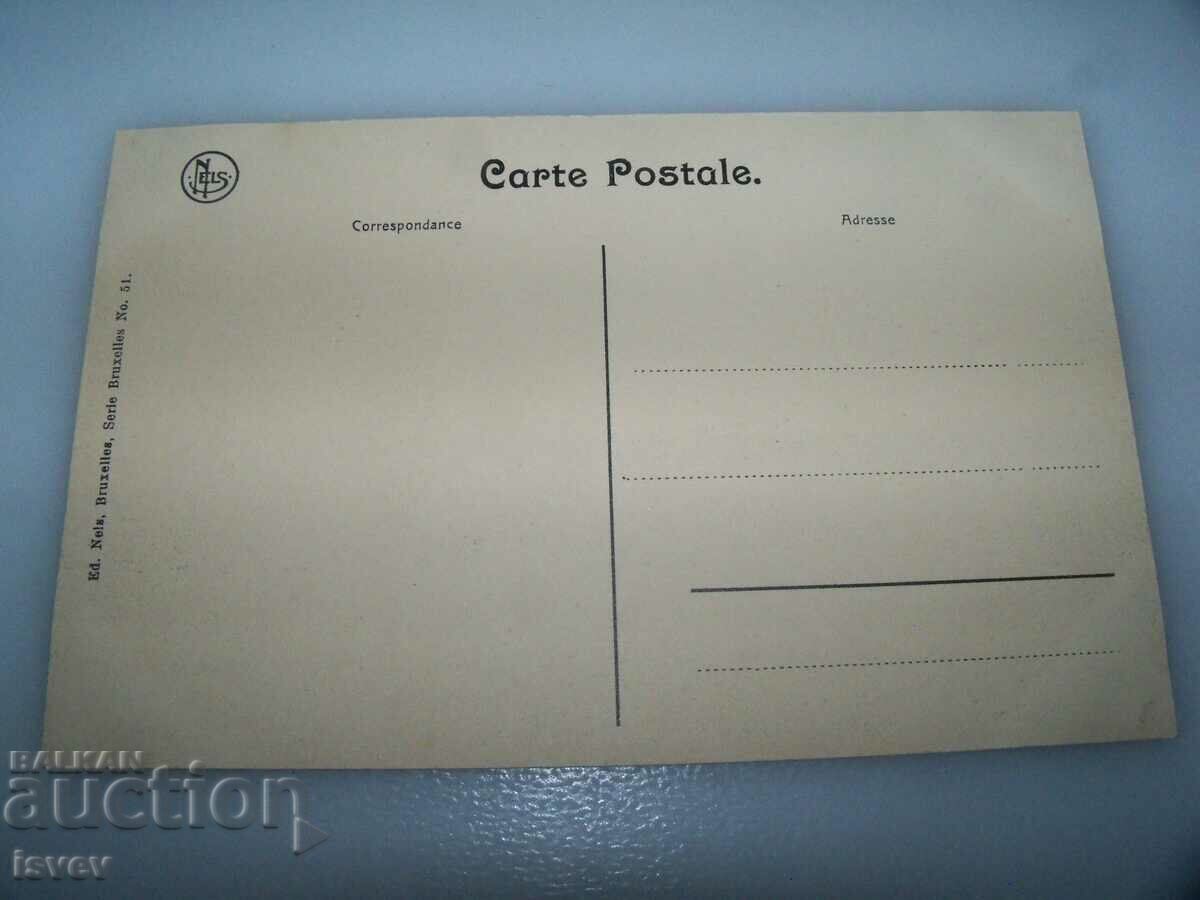 NELS
Carte Postale.
Correspondance
Adresse
Ed. Nels, Bruxelles, Serie Bruxelles No. 51.
BALKAN
auction
isvev